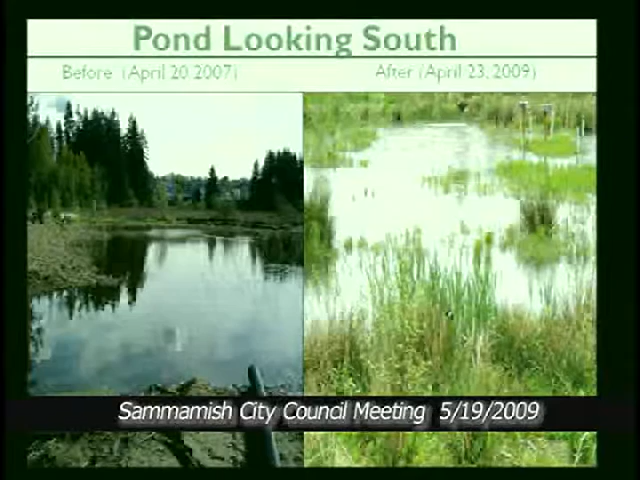 Pond Looking South
Before (April 20 2007)
After (April 23, 2009)
Sammamish City Council Meeting 5/19/2009